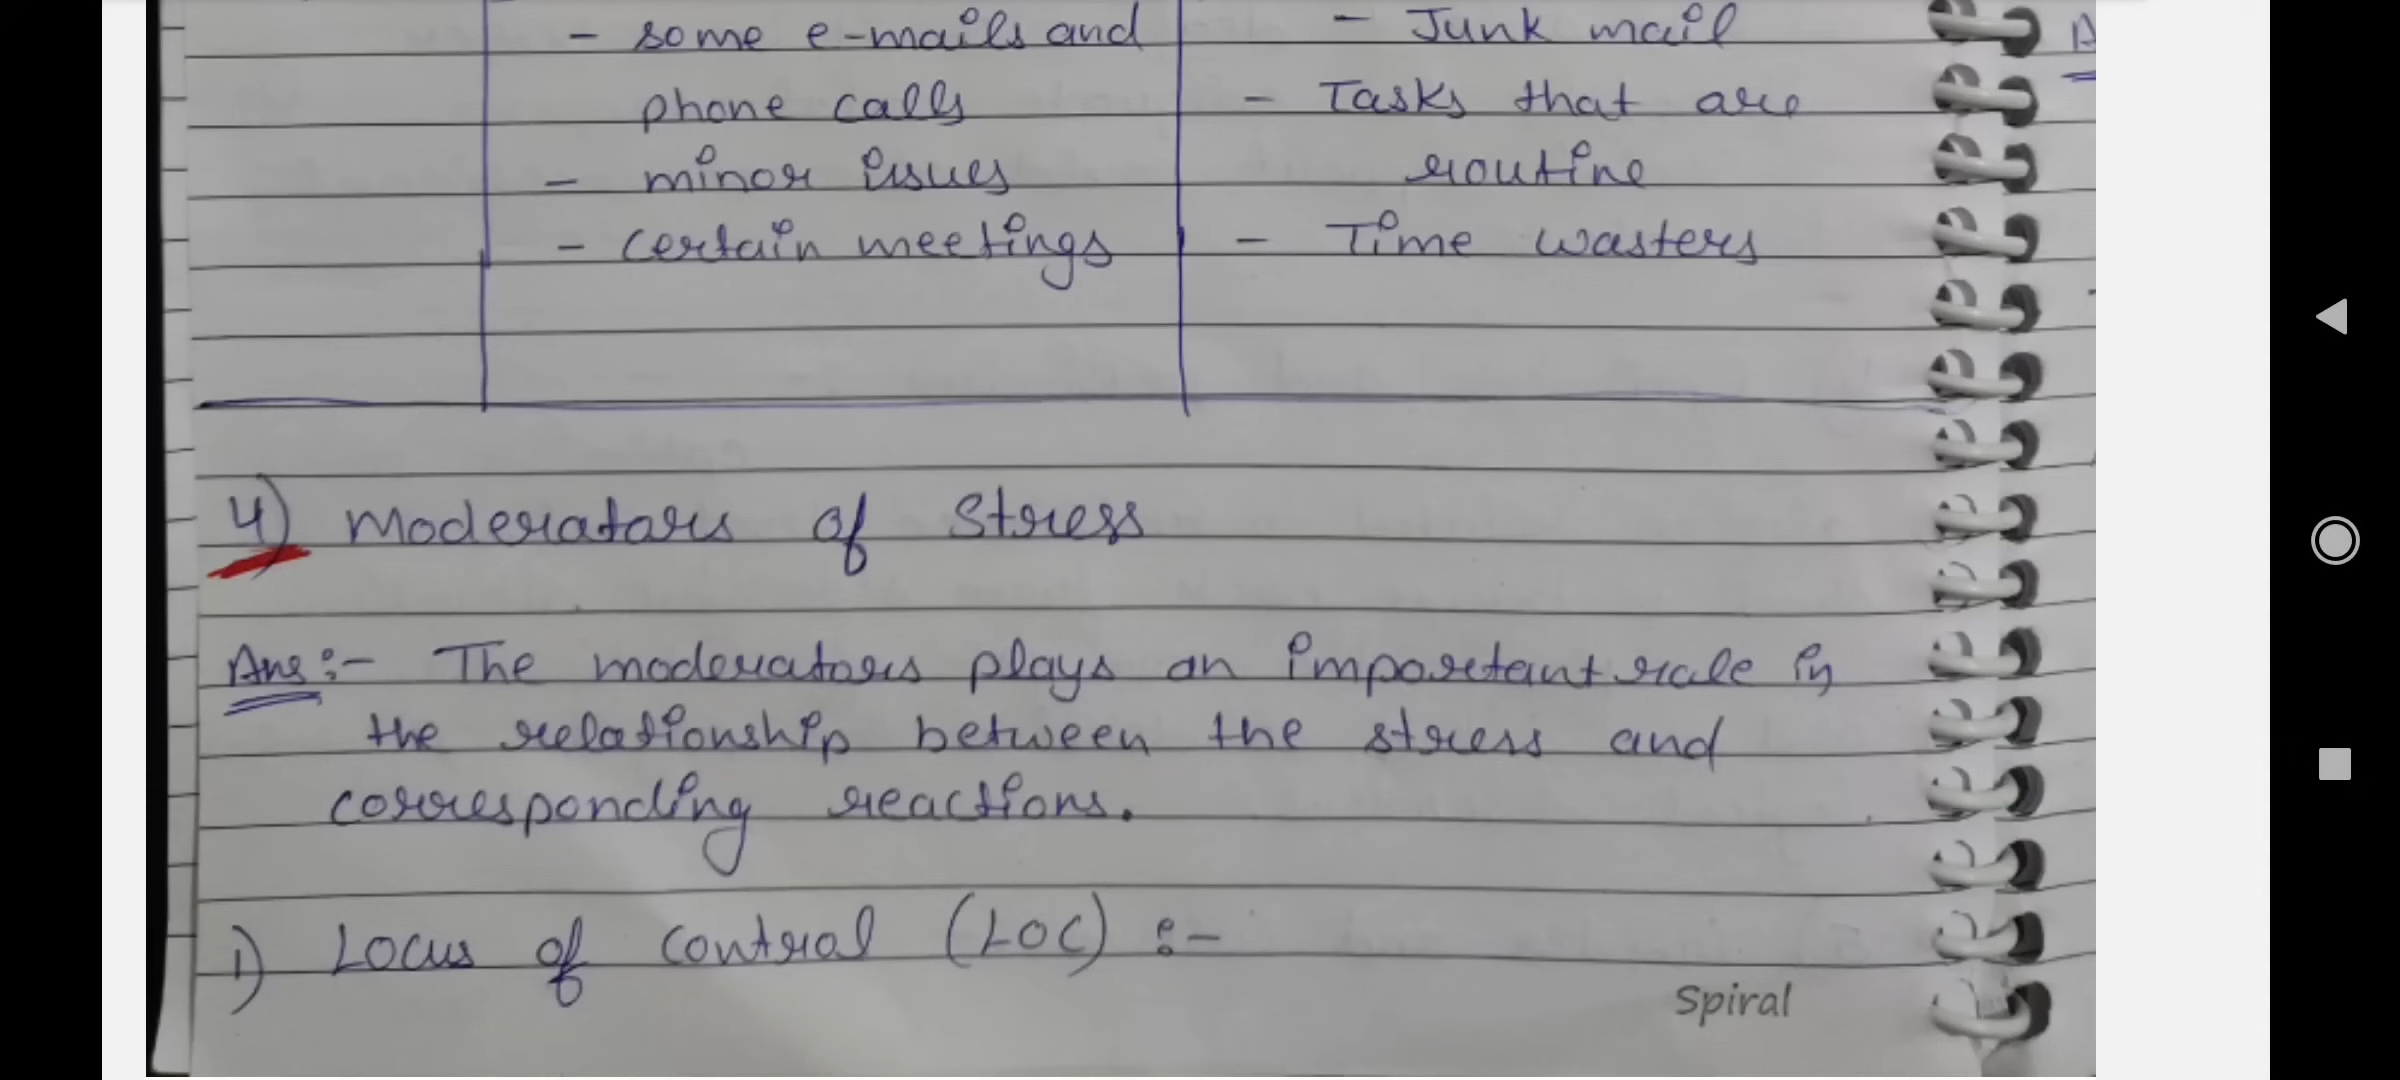 - some e-mails and
phone calls
- minor issues
- certain meetings
- Junk mail
- Tasks that are
routine
- Time wasters
4) Moderators of Stress
Ans:- The moderators plays an important role in
the relationship between the stress and
corresponding reactions.
1) Locus of control (LOC) :-
Spiral
A